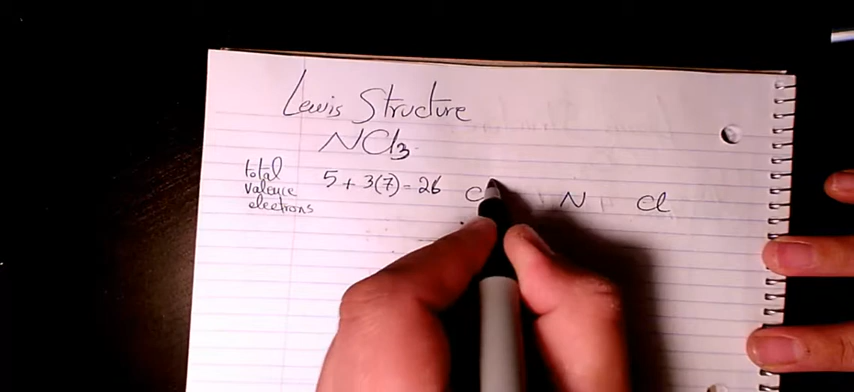 Lewis Structure
NCl3
total valence electrons
5 + 3(7) = 26
C N Cl